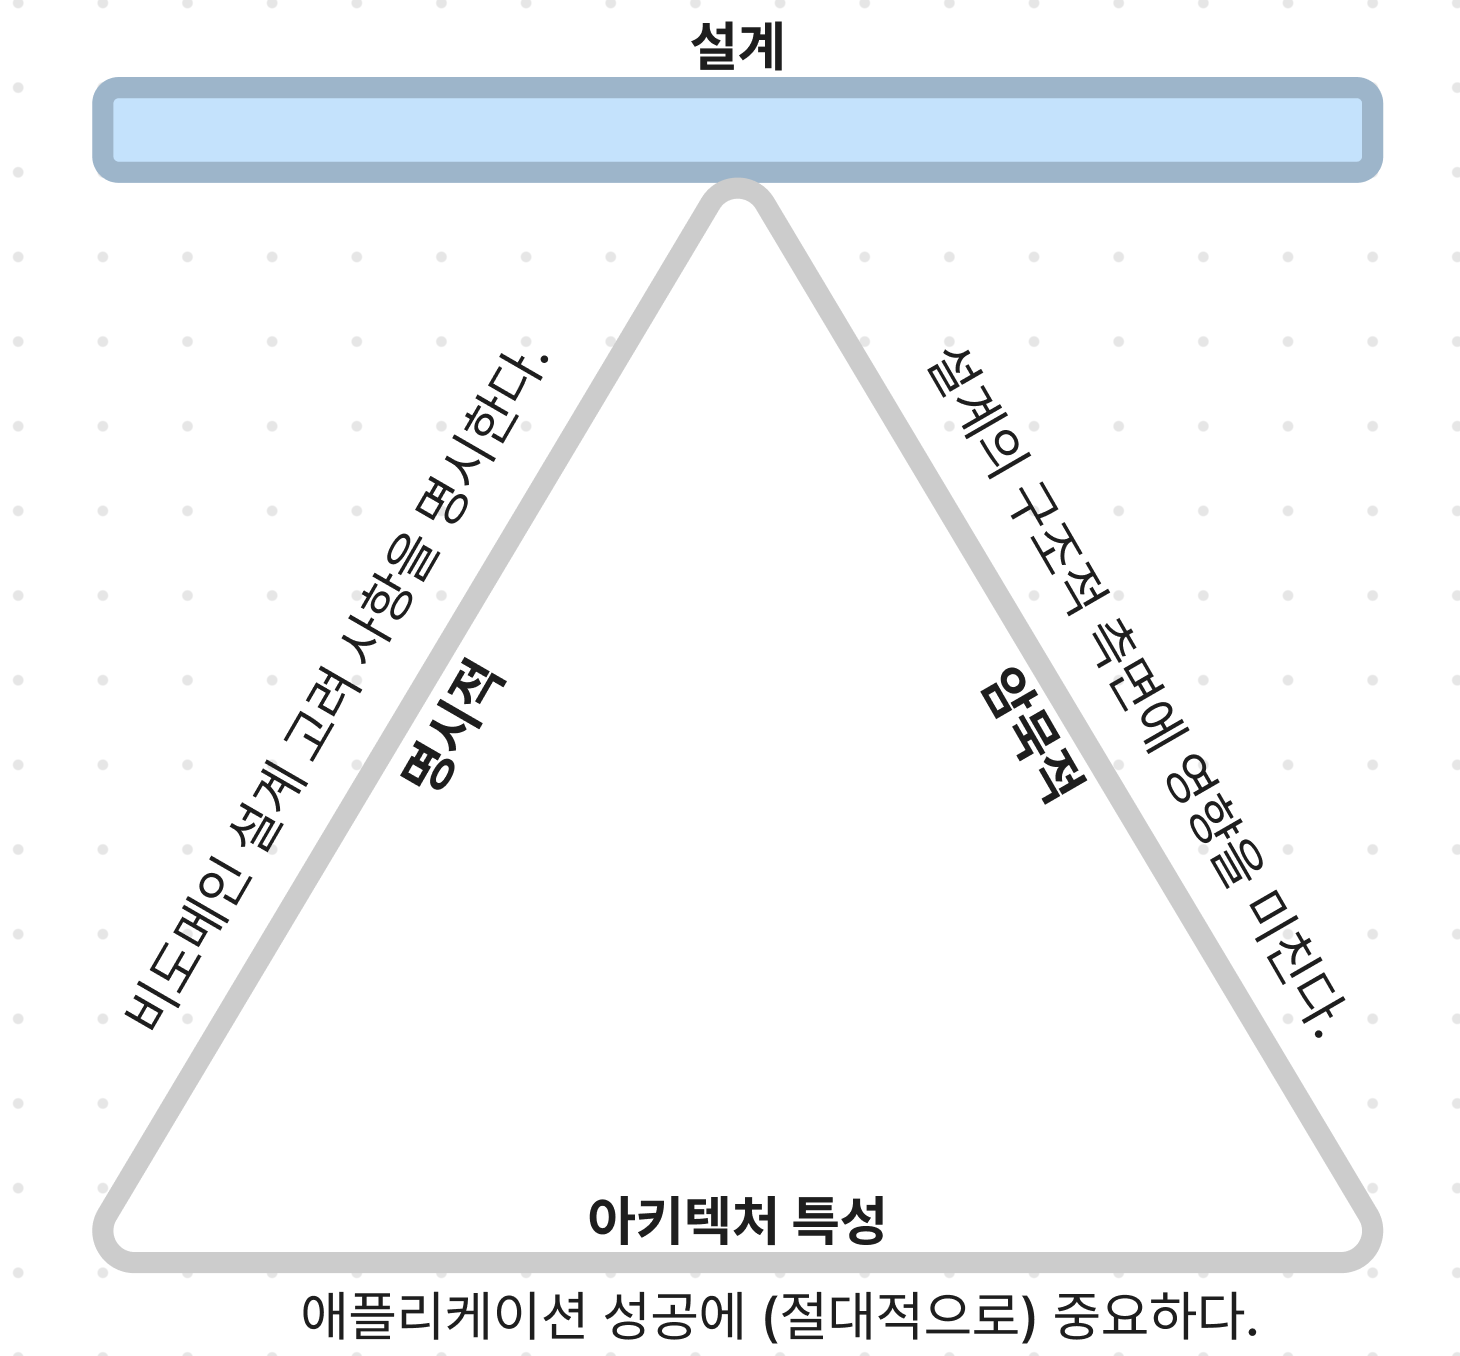 설계
비도메인 설계 고려 사항을 명시한다.
명시적
설계의 구조적 측면에 영향을 미친다.
암묵적
아키텍처 특성
애플리케이션 성공에 (절대적으로) 중요하다.